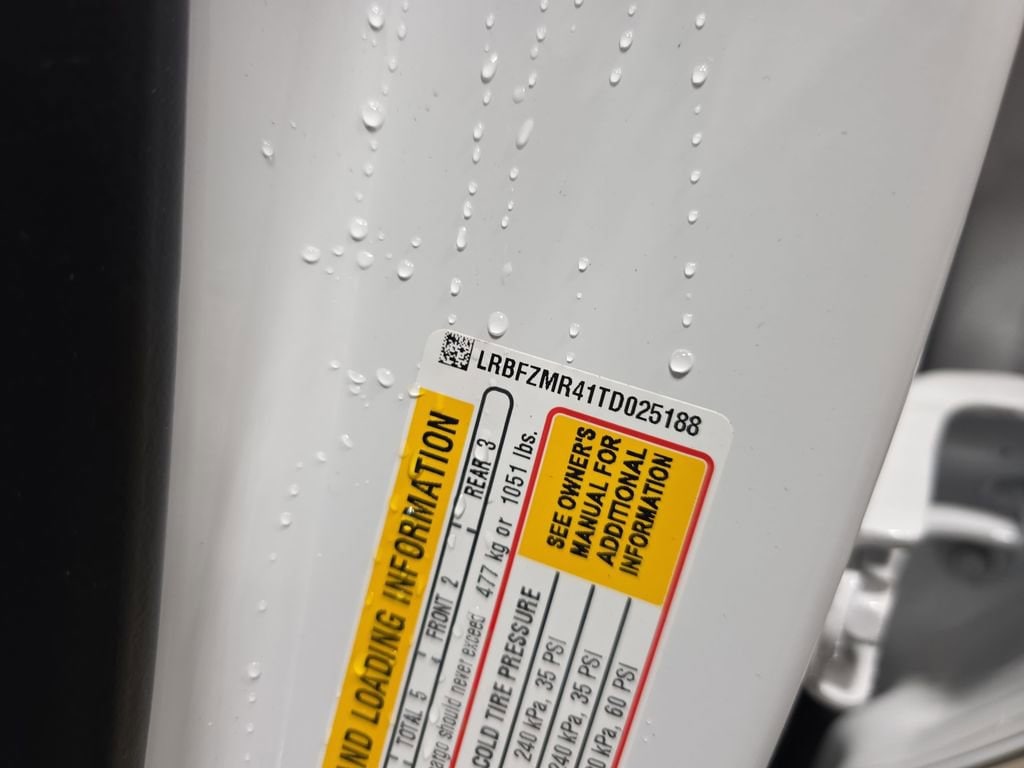 LRBFZMR41TD025188
AND LOADING INFORMATION
TOTAL 5 FRONT 2 REAR 3
cargo should never exceed 477 kg or 1051 lbs.
COLD TIRE PRESSURE
240 kPa, 35 PSI
240 kPa, 35 PSI
0 kPa, 60 PSI
SEE OWNER'S
MANUAL FOR
ADDITIONAL
INFORMATION